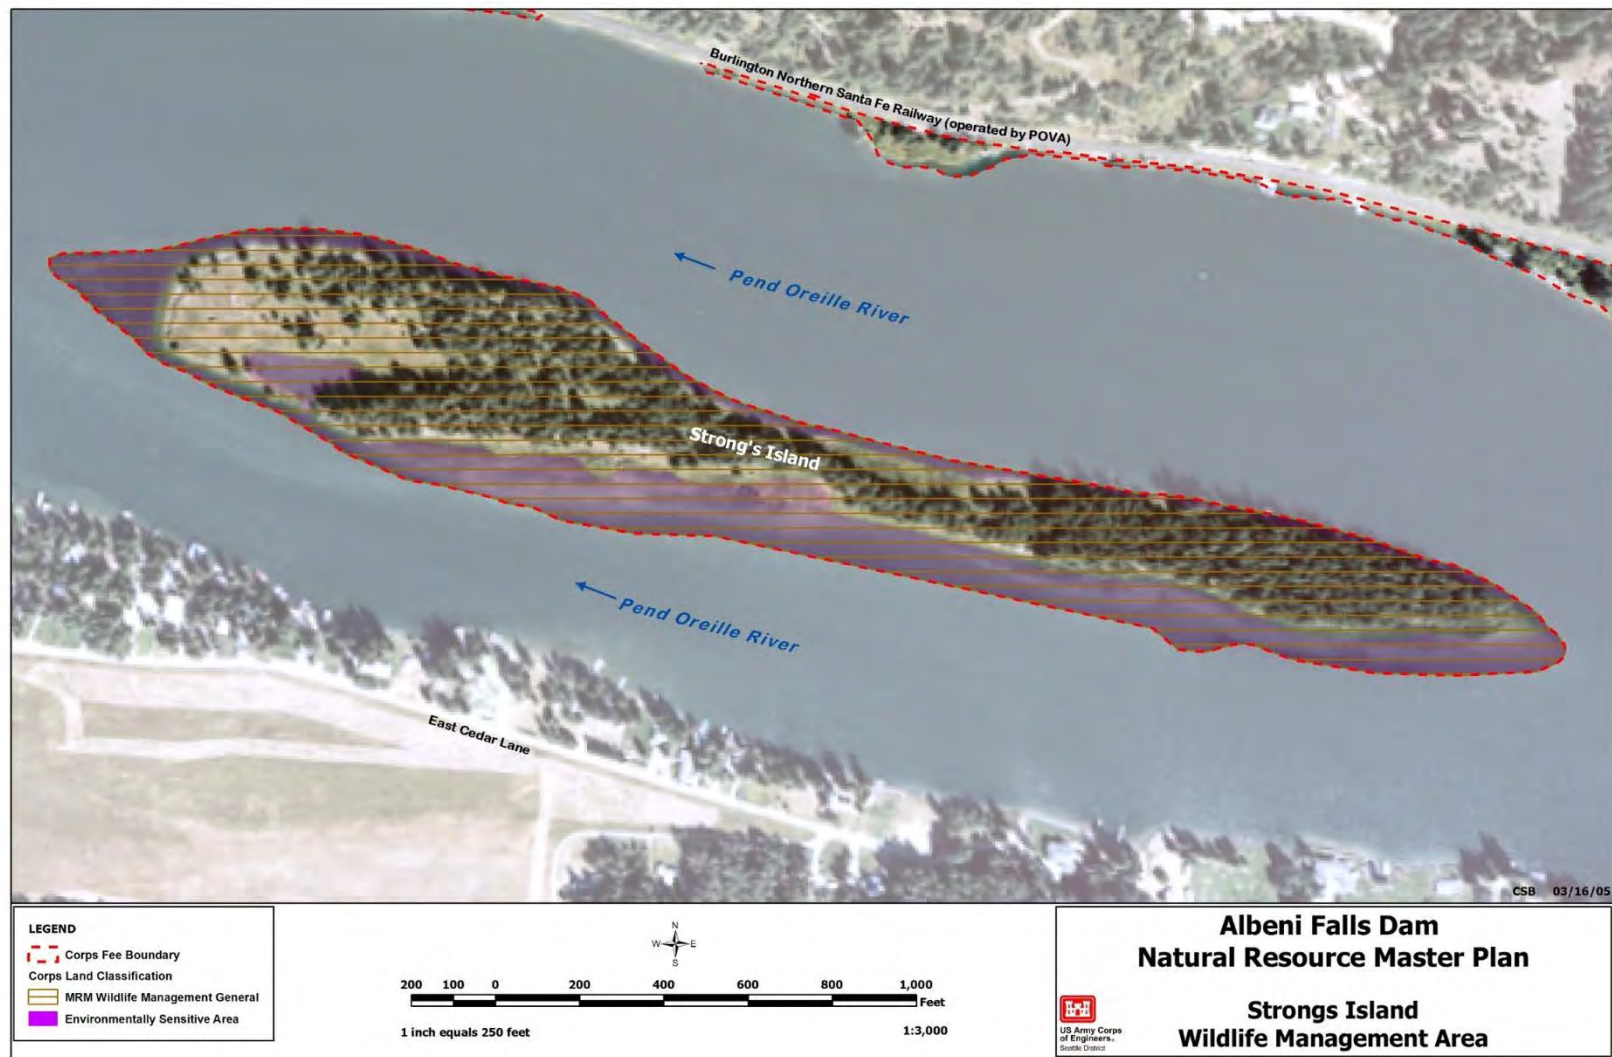 Burlington Northern Santa Fe Railway (operated by POVA)
Pend Oreille River
Strong's Island
Pend Oreille River
East Cedar Lane
CSB 03/16/05
LEGEND
Corps Fee Boundary
Corps Land Classification
MRM Wildlife Management General
Environmentally Sensitive Area
N
W E
S
200 100 0 200 400 600 800 1,000
Feet
1 inch equals 250 feet
1:3,000
Albeni Falls Dam
Natural Resource Master Plan
US Army Corps
of Engineers.
Seattle District
Strongs Island
Wildlife Management Area